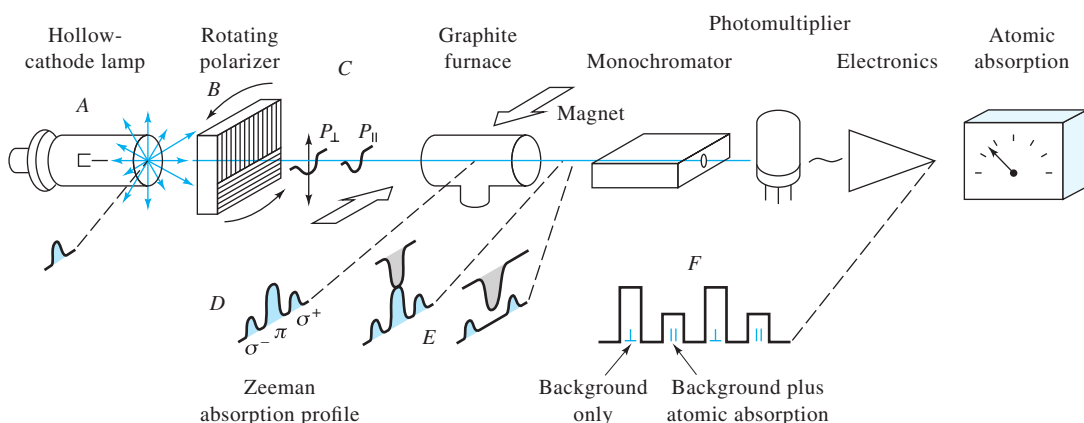 Hollow-
cathode lamp
Rotating
polarizer
Graphite
furnace
Photomultiplier
Monochromator
Electronics
Atomic
absorption
A
B
C
Magnet
P⊥
P∥
D
σ−
π
σ+
E
F
⊥
∥
⊥
∥
Zeeman
absorption profile
Background
only
Background plus
atomic absorption